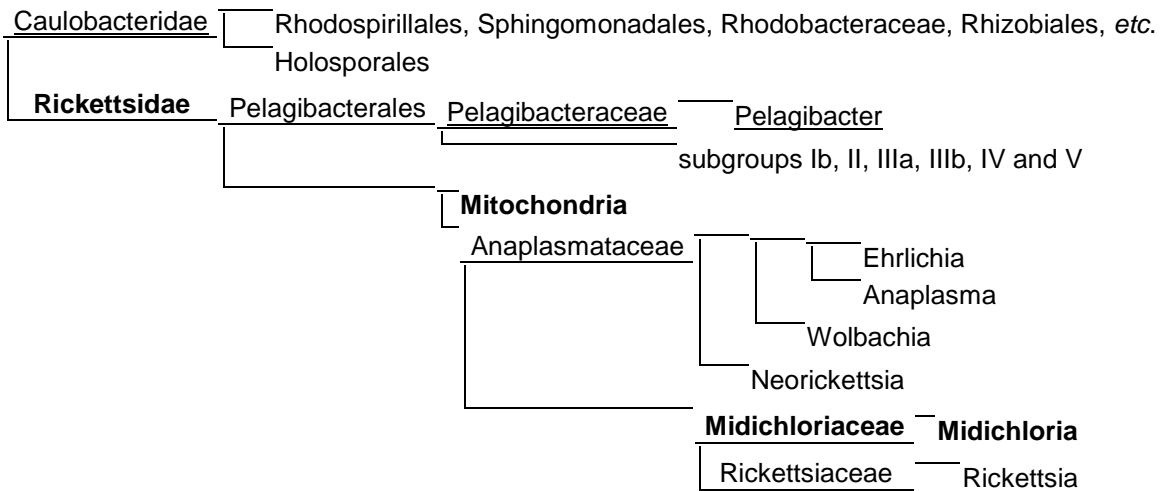 Caulobacteridae Rhodospirillales, Sphingomonadales, Rhodobacteraceae, Rhizobiales, etc.
Holosporales
Rickettsidae Pelagibacterales Pelagibacteraceae Pelagibacter
subgroups Ib, II, IIIa, IIIb, IV and V
Mitochondria
Anaplasmataceae Ehrlichia
Anaplasma
Wolbachia
Neorickettsia
Midichloriaceae Midichloria
Rickettsiaceae Rickettsia